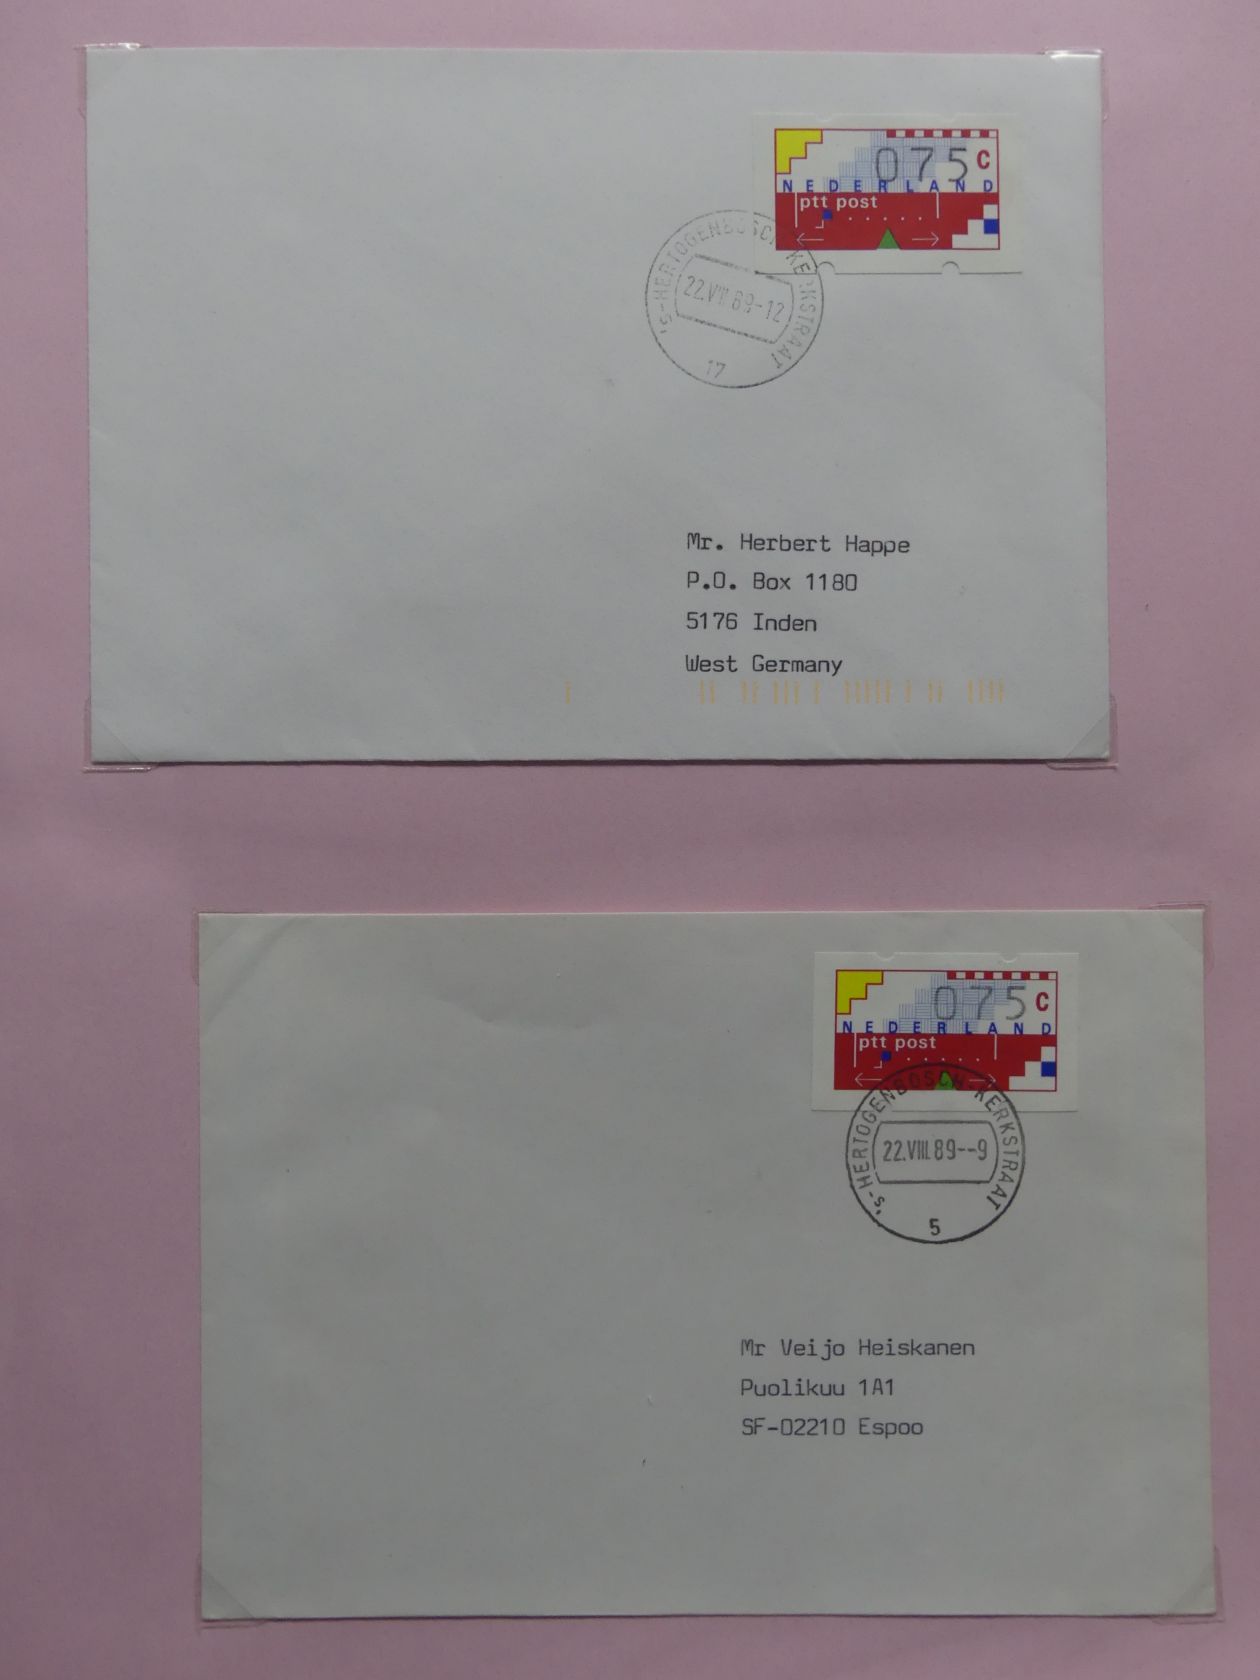 075 C
NEDERLAND
ptt post
's-HERTOGENBOSCH-KERKSTRAAT
22.VIII.89-12
17
Mr. Herbert Happe
P.O. Box 1180
5176 Inden
West Germany
075 C
NEDERLAND
ptt post
's-HERTOGENBOSCH-KERKSTRAAT
22.VIII.89--9
5
Mr Veijo Heiskanen
Puolikuu 1A1
SF-02210 Espoo